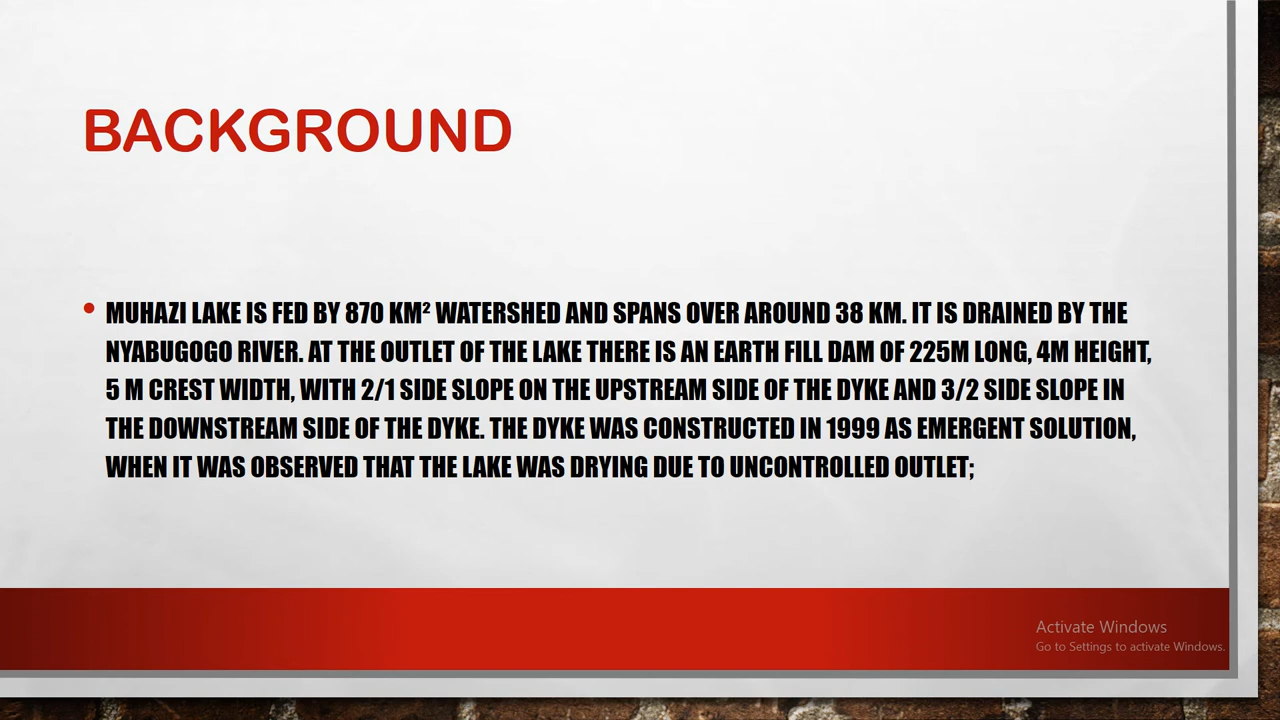 BACKGROUND
• MUHAZI LAKE IS FED BY 870 KM² WATERSHED AND SPANS OVER AROUND 38 KM. IT IS DRAINED BY THE
NYABUGOGO RIVER. AT THE OUTLET OF THE LAKE THERE IS AN EARTH FILL DAM OF 225M LONG, 4M HEIGHT,
5 M CREST WIDTH, WITH 2/1 SIDE SLOPE ON THE UPSTREAM SIDE OF THE DYKE AND 3/2 SIDE SLOPE IN
THE DOWNSTREAM SIDE OF THE DYKE. THE DYKE WAS CONSTRUCTED IN 1999 AS EMERGENT SOLUTION,
WHEN IT WAS OBSERVED THAT THE LAKE WAS DRYING DUE TO UNCONTROLLED OUTLET;
Activate Windows
Go to Settings to activate Windows.